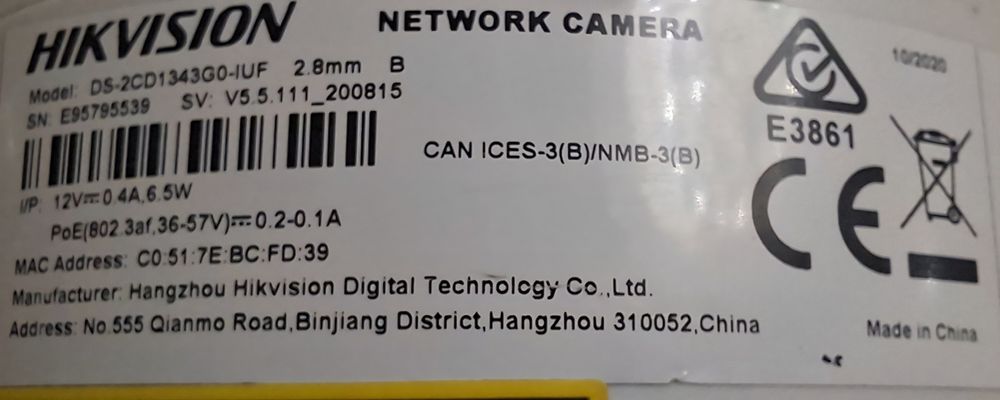 HIKVISION NETWORK CAMERA
Model: DS-2CD1343G0-IUF 2.8mm B
SN: E95795539 SV: V5.5.111_200815
10/2020
E3861
CAN ICES-3(B)/NMB-3(B)
CE
I/P: 12V⎓0.4A,6.5W
PoE(802.3af,36-57V)⎓0.2-0.1A
MAC Address: C0:51:7E:BC:FD:39
Manufacturer: Hangzhou Hikvision Digital Technology Co.,Ltd.
Address: No.555 Qianmo Road,Binjiang District,Hangzhou 310052,China
Made in China